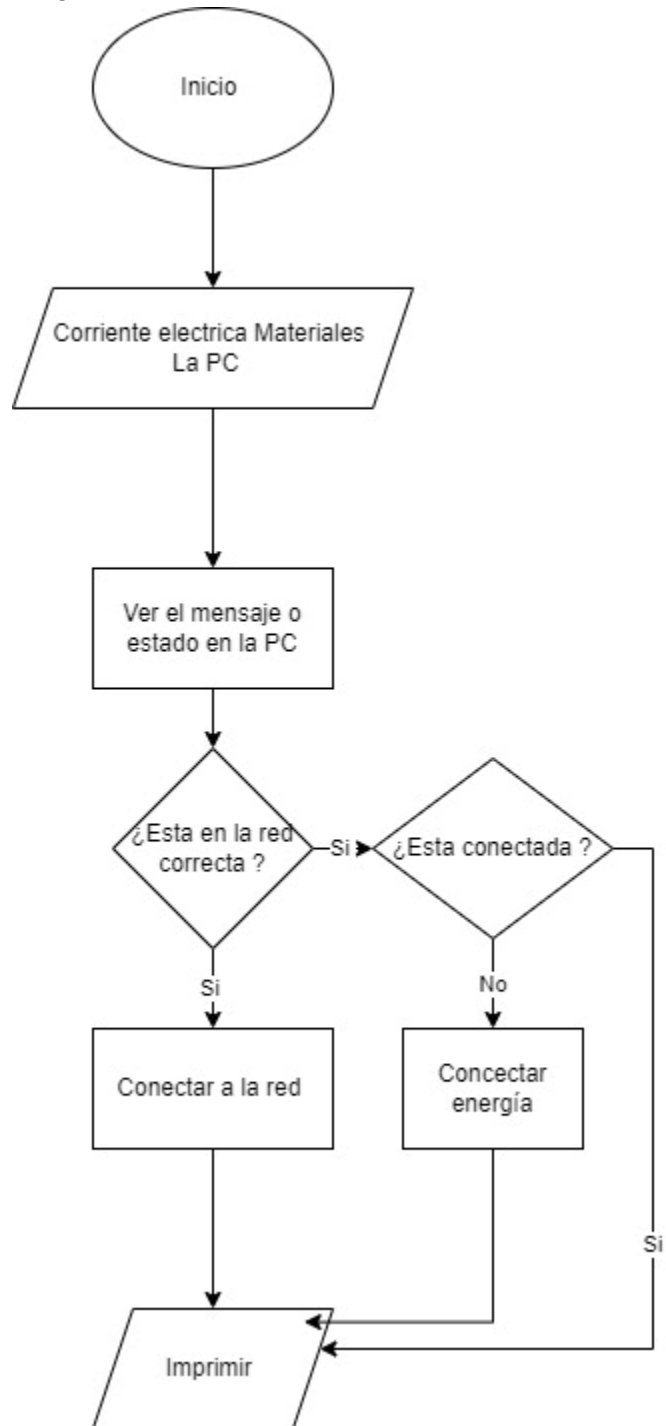 Inicio
Corriente electrica Materiales
La PC
Ver el mensaje o
estado en la PC
¿Esta en la red
correcta ?
Si
¿Esta conectada ?
Si
No
Conectar a la red
Concectar
energía
Si
Imprimir